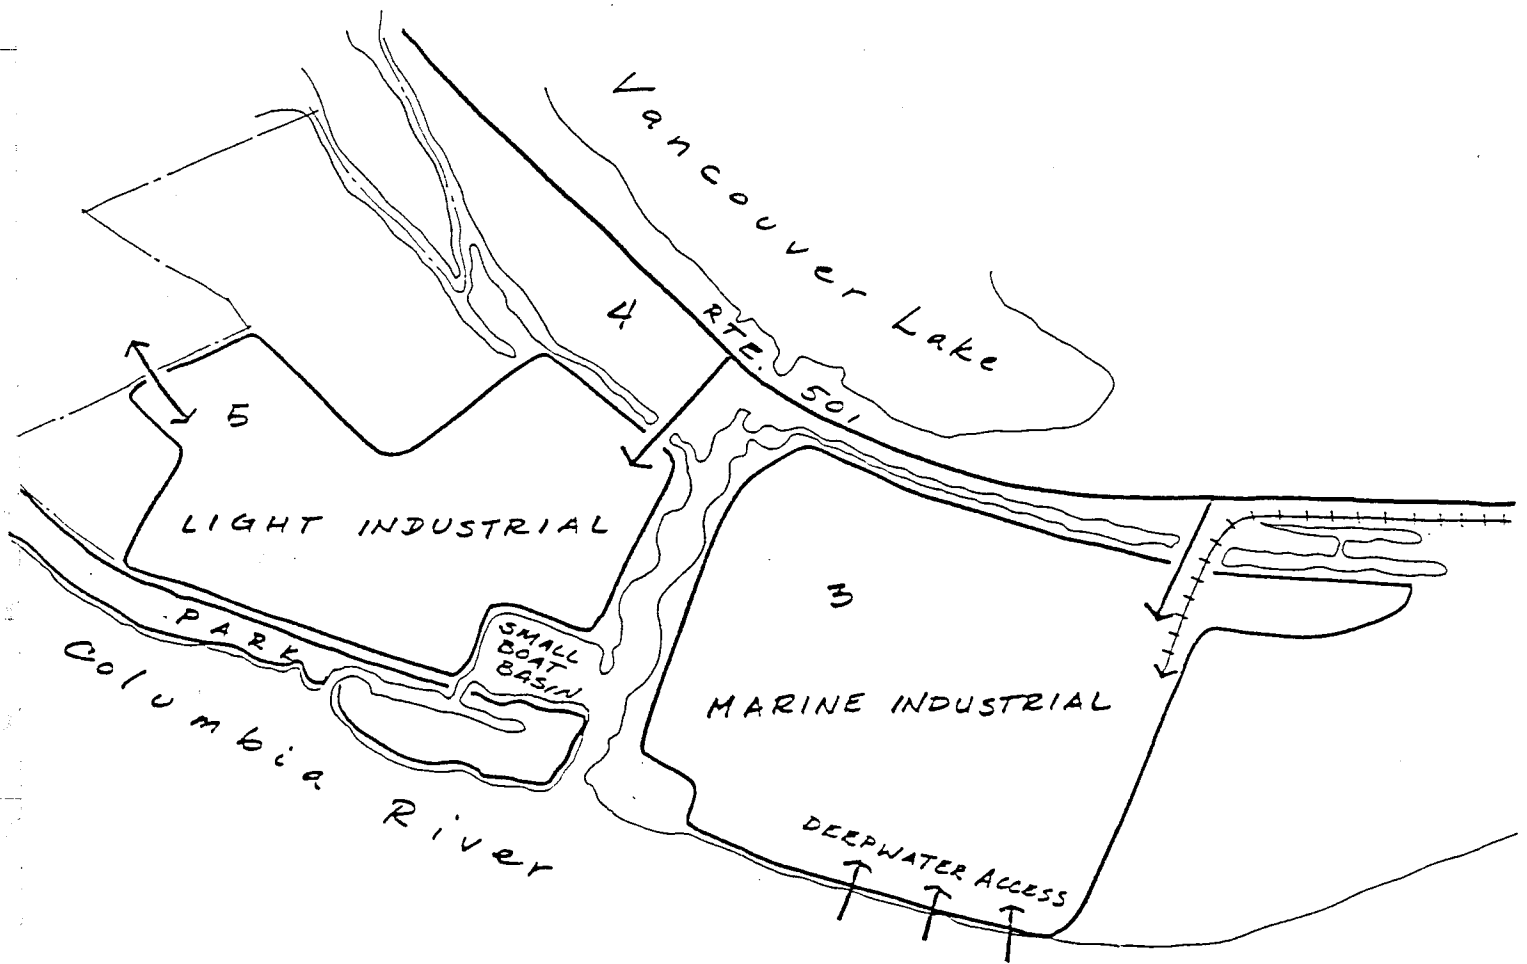 Vancouver Lake
4
RTE. 501
5
LIGHT INDUSTRIAL
3
PARK
SMALL
BOAT
BASIN
MARINE INDUSTRIAL
Columbia River
DEEPWATER ACCESS